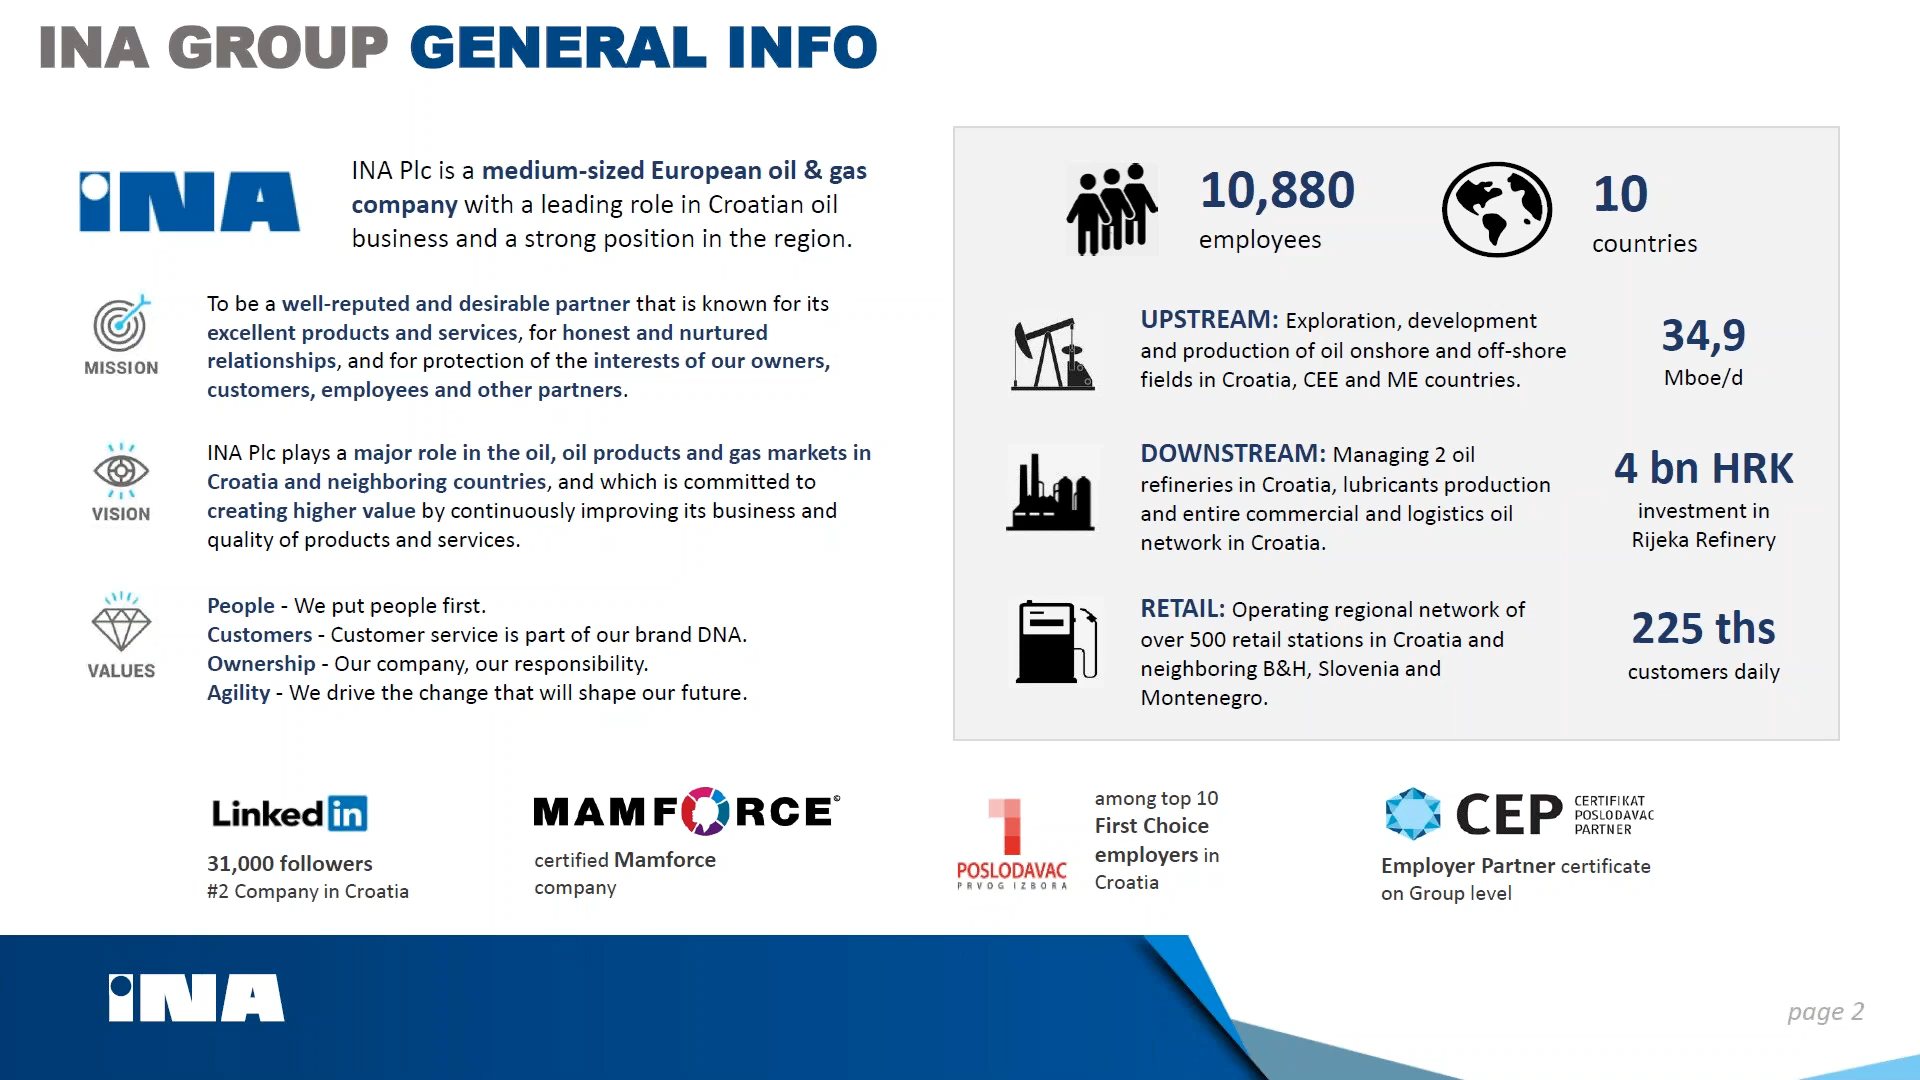 INA GROUP GENERAL INFO
INA
INA Plc is a medium-sized European oil & gas
company with a leading role in Croatian oil
business and a strong position in the region.
MISSION
To be a well-reputed and desirable partner that is known for its
excellent products and services, for honest and nurtured
relationships, and for protection of the interests of our owners,
customers, employees and other partners.
VISION
INA Plc plays a major role in the oil, oil products and gas markets in
Croatia and neighboring countries, and which is committed to
creating higher value by continuously improving its business and
quality of products and services.
VALUES
People - We put people first.
Customers - Customer service is part of our brand DNA.
Ownership - Our company, our responsibility.
Agility - We drive the change that will shape our future.
10,880
employees
10
countries
UPSTREAM: Exploration, development
and production of oil onshore and off-shore
fields in Croatia, CEE and ME countries.
34,9
Mboe/d
DOWNSTREAM: Managing 2 oil
refineries in Croatia, lubricants production
and entire commercial and logistics oil
network in Croatia.
4 bn HRK
investment in
Rijeka Refinery
RETAIL: Operating regional network of
over 500 retail stations in Croatia and
neighboring B&H, Slovenia and
Montenegro.
225 ths
customers daily
Linked in
31,000 followers
#2 Company in Croatia
MAMFORCE©
certified Mamforce
company
1
POSLODAVAC
PRVOG IZBORA
among top 10
First Choice
employers in
Croatia
CEP
CERTIFIKAT
POSLODAVAC
PARTNER
Employer Partner certificate
on Group level
INA
page 2